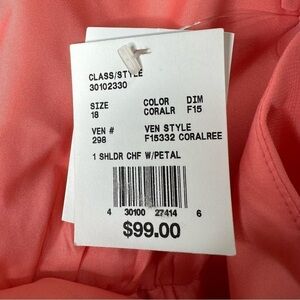 CLASS/STYLE
30102330
SIZE COLOR DIM
18 CORALR F15
VEN # VEN STYLE
298 F15332 CORALREE
1 SHLDR CHF W/PETAL
4 30100 27414 6
$99.00